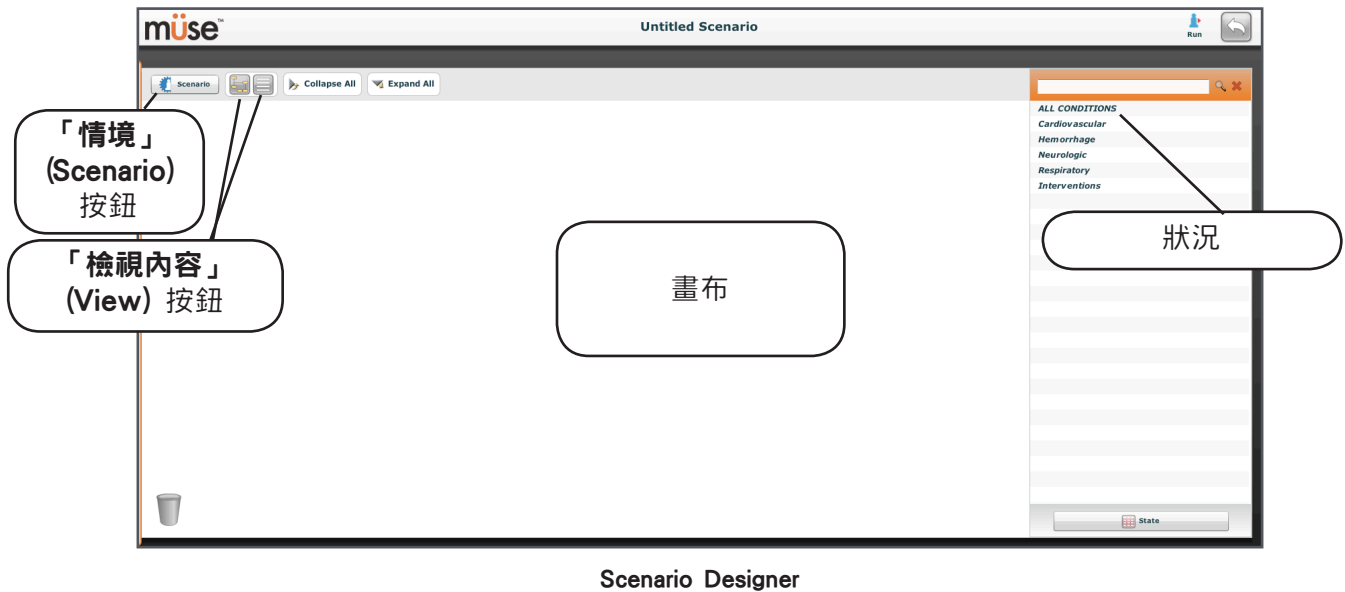 müse™
Untitled Scenario
Run
Scenario
Collapse All
Expand All
ALL CONDITIONS
Cardiovascular
Hemorrhage
Neurologic
Respiratory
Interventions
「情境」
(Scenario)
按鈕
「檢視內容」
(View) 按鈕
畫布
狀況
State
Scenario Designer